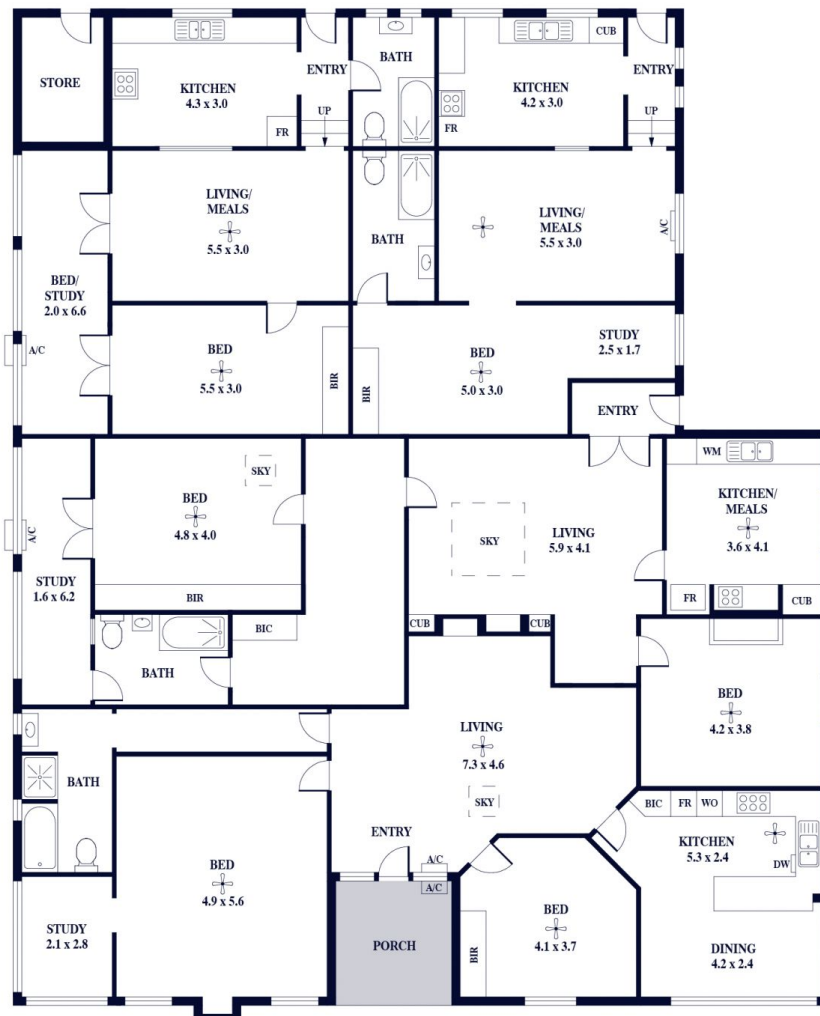 STORE
KITCHEN
4.3 x 3.0
FR
ENTRY
UP
BATH
KITCHEN
4.2 x 3.0
CUB
FR
ENTRY
UP
LIVING/
MEALS
5.5 x 3.0
BATH
LIVING/
MEALS
5.5 x 3.0
A/C
BED/
STUDY
2.0 x 6.6
A/C
BED
5.5 x 3.0
BIR
BIR
BED
5.0 x 3.0
STUDY
2.5 x 1.7
ENTRY
A/C
STUDY
1.6 x 6.2
BED
4.8 x 4.0
SKY
BIR
SKY
LIVING
5.9 x 4.1
WM
KITCHEN/
MEALS
3.6 x 4.1
FR
CUB
BATH
BIC
CUB
CUB
BED
4.2 x 3.8
BATH
LIVING
7.3 x 4.6
SKY
ENTRY
A/C
A/C
BED
4.9 x 5.6
STUDY
2.1 x 2.8
PORCH
BIR
BED
4.1 x 3.7
BIC
FR
WO
KITCHEN
5.3 x 2.4
DW
DINING
4.2 x 2.4